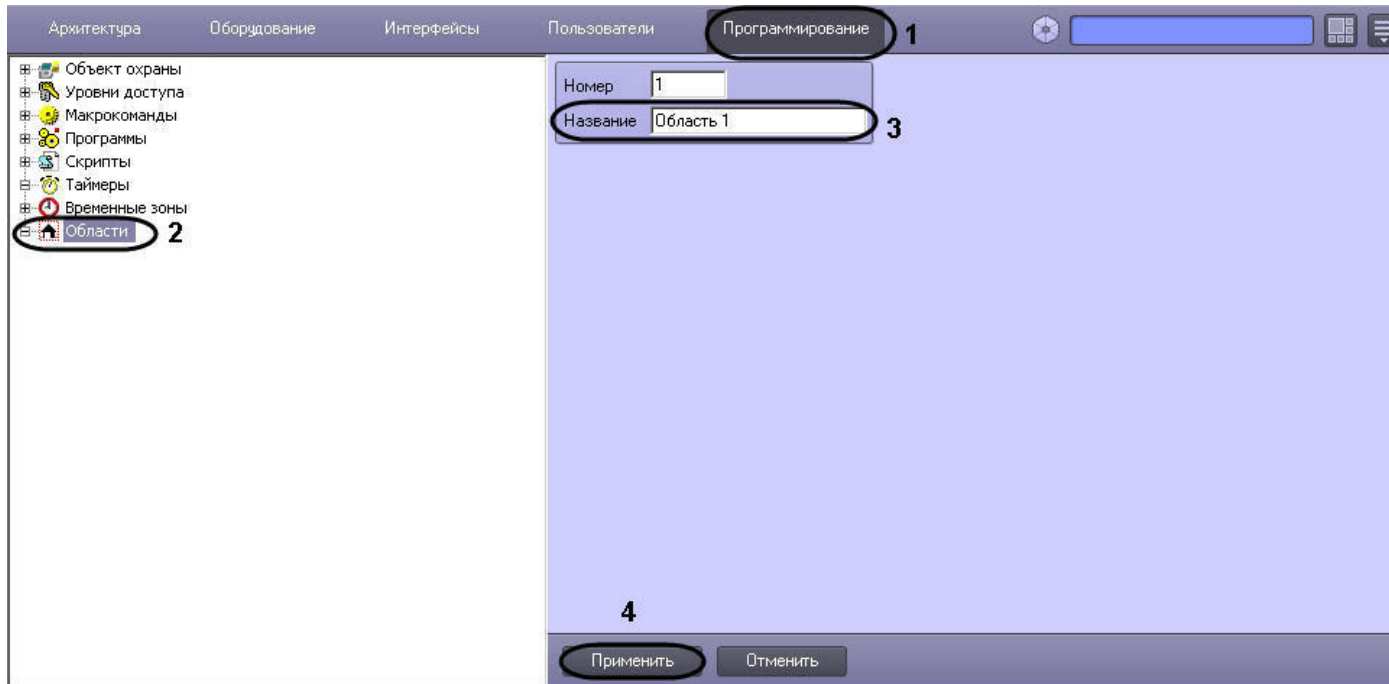 Архитектура Оборудование Интерфейсы Пользователи Программирование 1
Объект охраны
Уровни доступа
Макрокоманды
Программы
Скрипты
Таймеры
Временные зоны
Области 2
Номер 1
Название Область 1 3
4
Применить Отменить